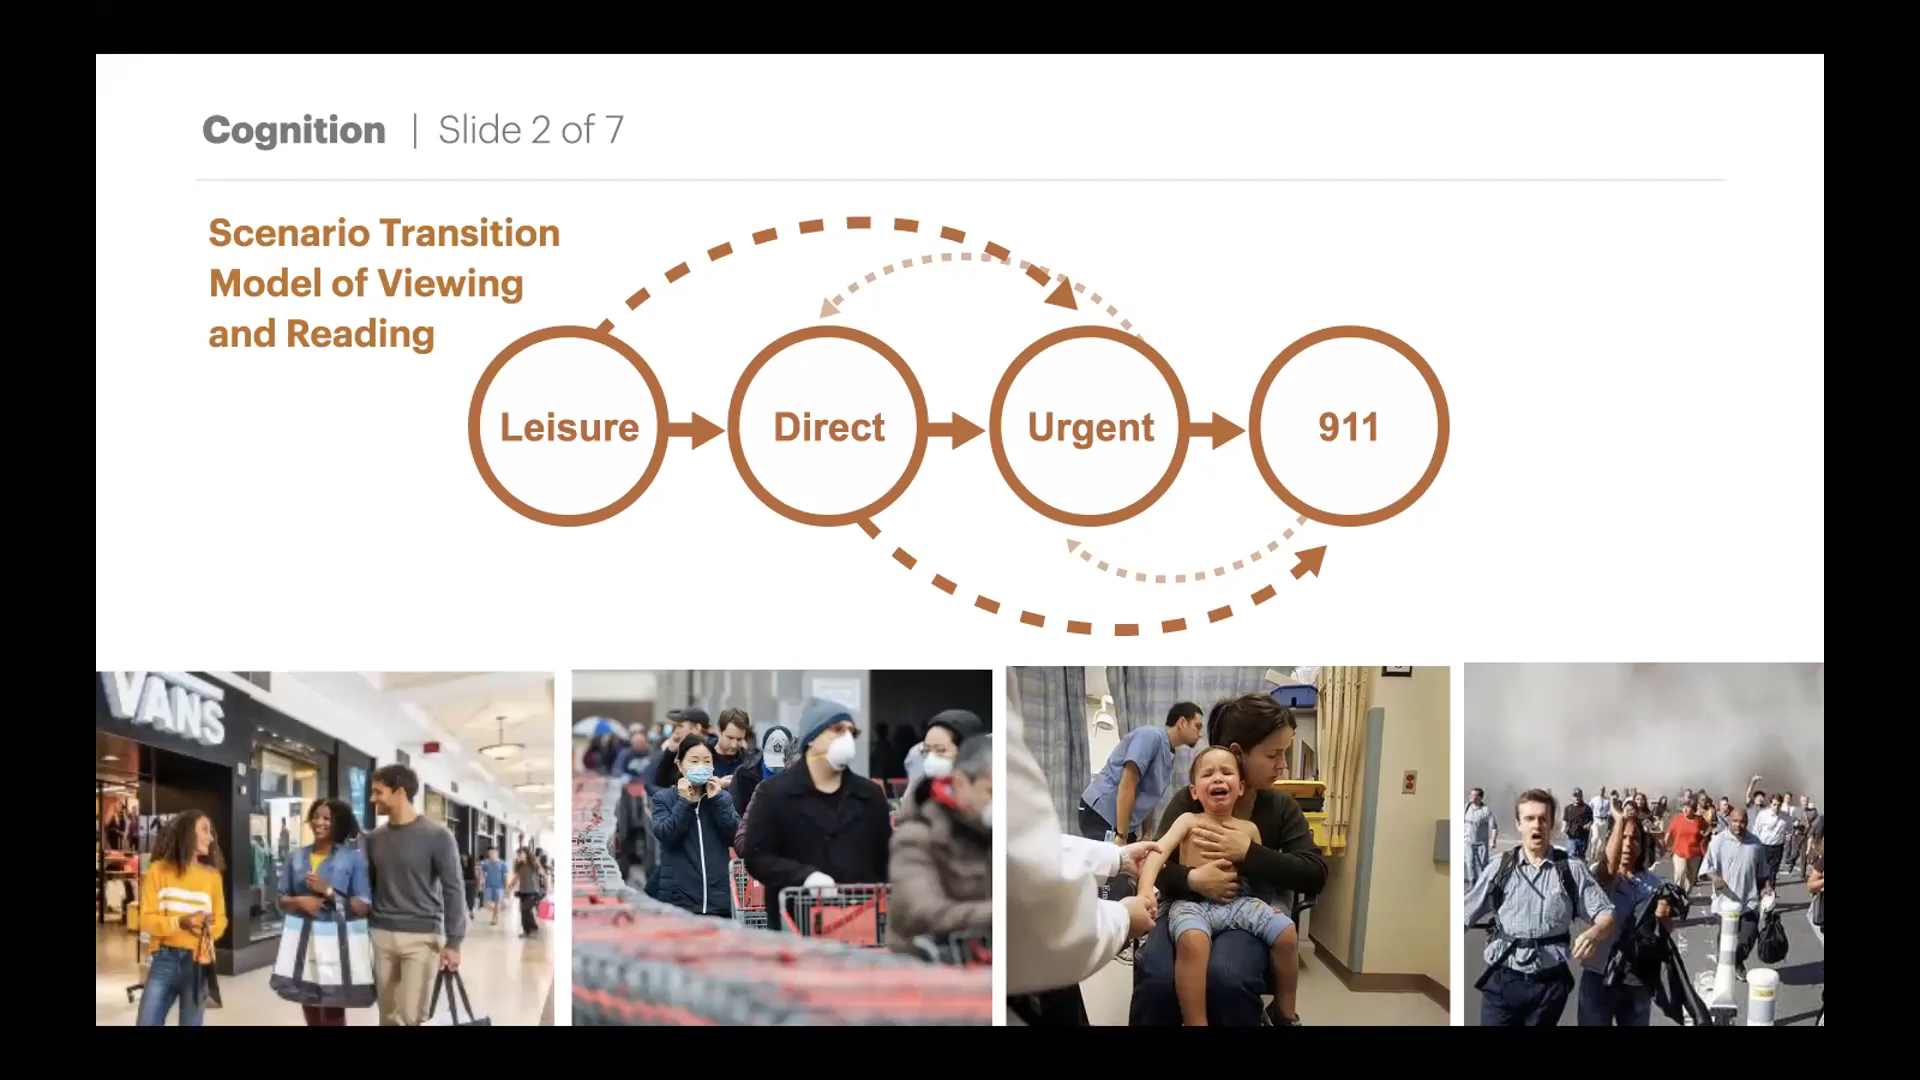 Cognition | Slide 2 of 7
Scenario Transition
Model of Viewing
and Reading
Leisure
Direct
Urgent
911
VANS